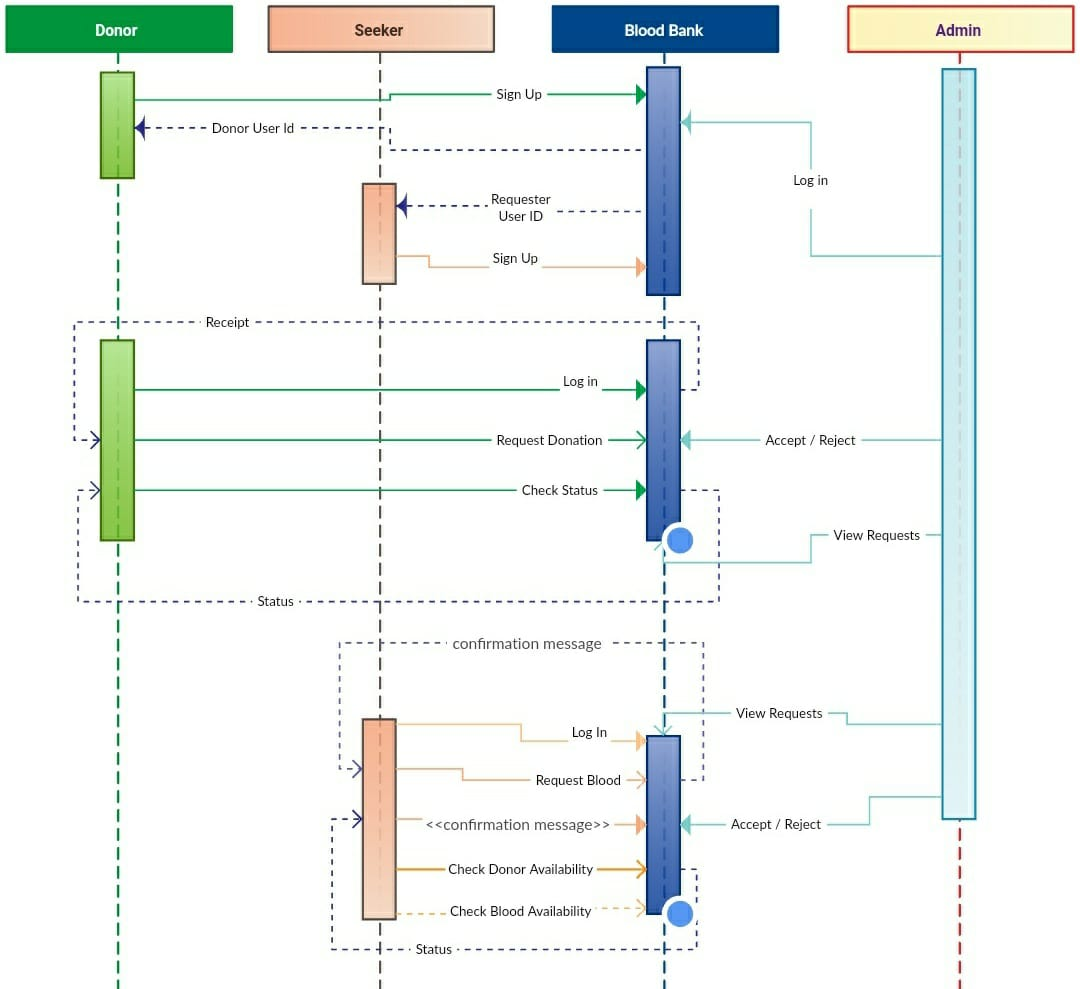 Donor
Seeker
Blood Bank
Admin
Sign Up
Donor User Id
Log in
Requester
User ID
Sign Up
Receipt
Log in
Request Donation
Accept / Reject
Check Status
View Requests
Status
confirmation message
View Requests
Log In
Request Blood
<<confirmation message>>
Accept / Reject
Check Donor Availability
Check Blood Availability
Status